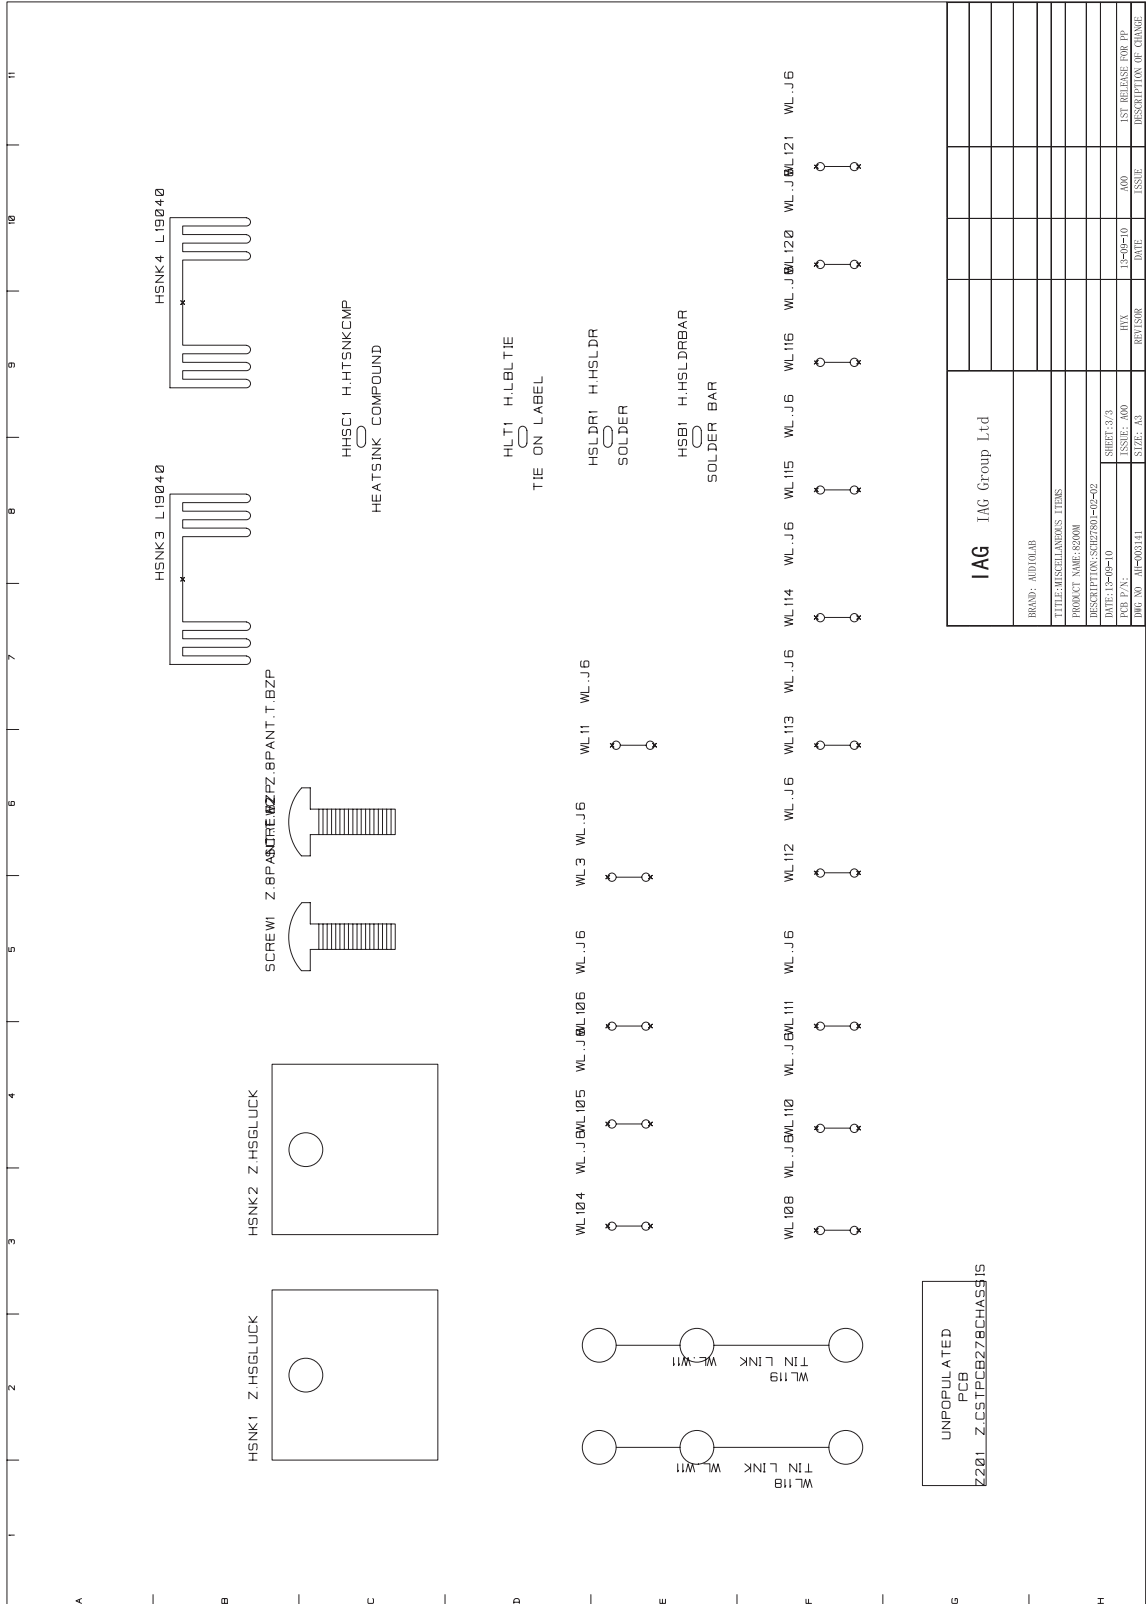 1 2 3 4 5 6 7 8 9 10 11
A
B
C
D
E
F
G
H
HSNK3 L19040
HSNK4 L19040
HSNK1 Z.HSGLUCK
HSNK2 Z.HSGLUCK
SCREW1 Z.8PANT.T.BZP
SCREW2 Z.8PANT.T.BZP
HHSC1 H.HTSNKCMP
HEATSINK COMPOUND
HLT1 H.LBLTIE
TIE ON LABEL
HSLDR1 H.HSLDR
SOLDER
HSB1 H.HSLDRBAR
SOLDER BAR
WL104 WL.J6
WL105 WL.J6
WL106 WL.J6
WL3 WL.J6
WL11 WL.J6
WL118 TIN LINK WL.W11
WL119 TIN LINK WL.W11
WL108 WL.J6
WL110 WL.J6
WL111 WL.J6
WL112 WL.J6
WL113 WL.J6
WL114 WL.J6
WL115 WL.J6
WL116 WL.J6
WL120 WL.J6
WL121 WL.J6
UNPOPULATED
PCB
Z201 Z.CSTPCB278CHASSIS
IAG IAG Group Ltd
BRAND: AUDIOLAB
TITLE:MISCELLANEOUS ITEMS
PRODUCT NAME:8200M
DESCRIPTION:SCH27801-02-02
DATE:13-09-10 SHEET:3/3
PCB P/N: ISSUE: A00 HYX 13-09-10 A00 1ST RELEASE FOR PP
DWG NO AH-003141 SIZE: A3 REVISOR DATE ISSUE DESCRIPTION OF CHANGE